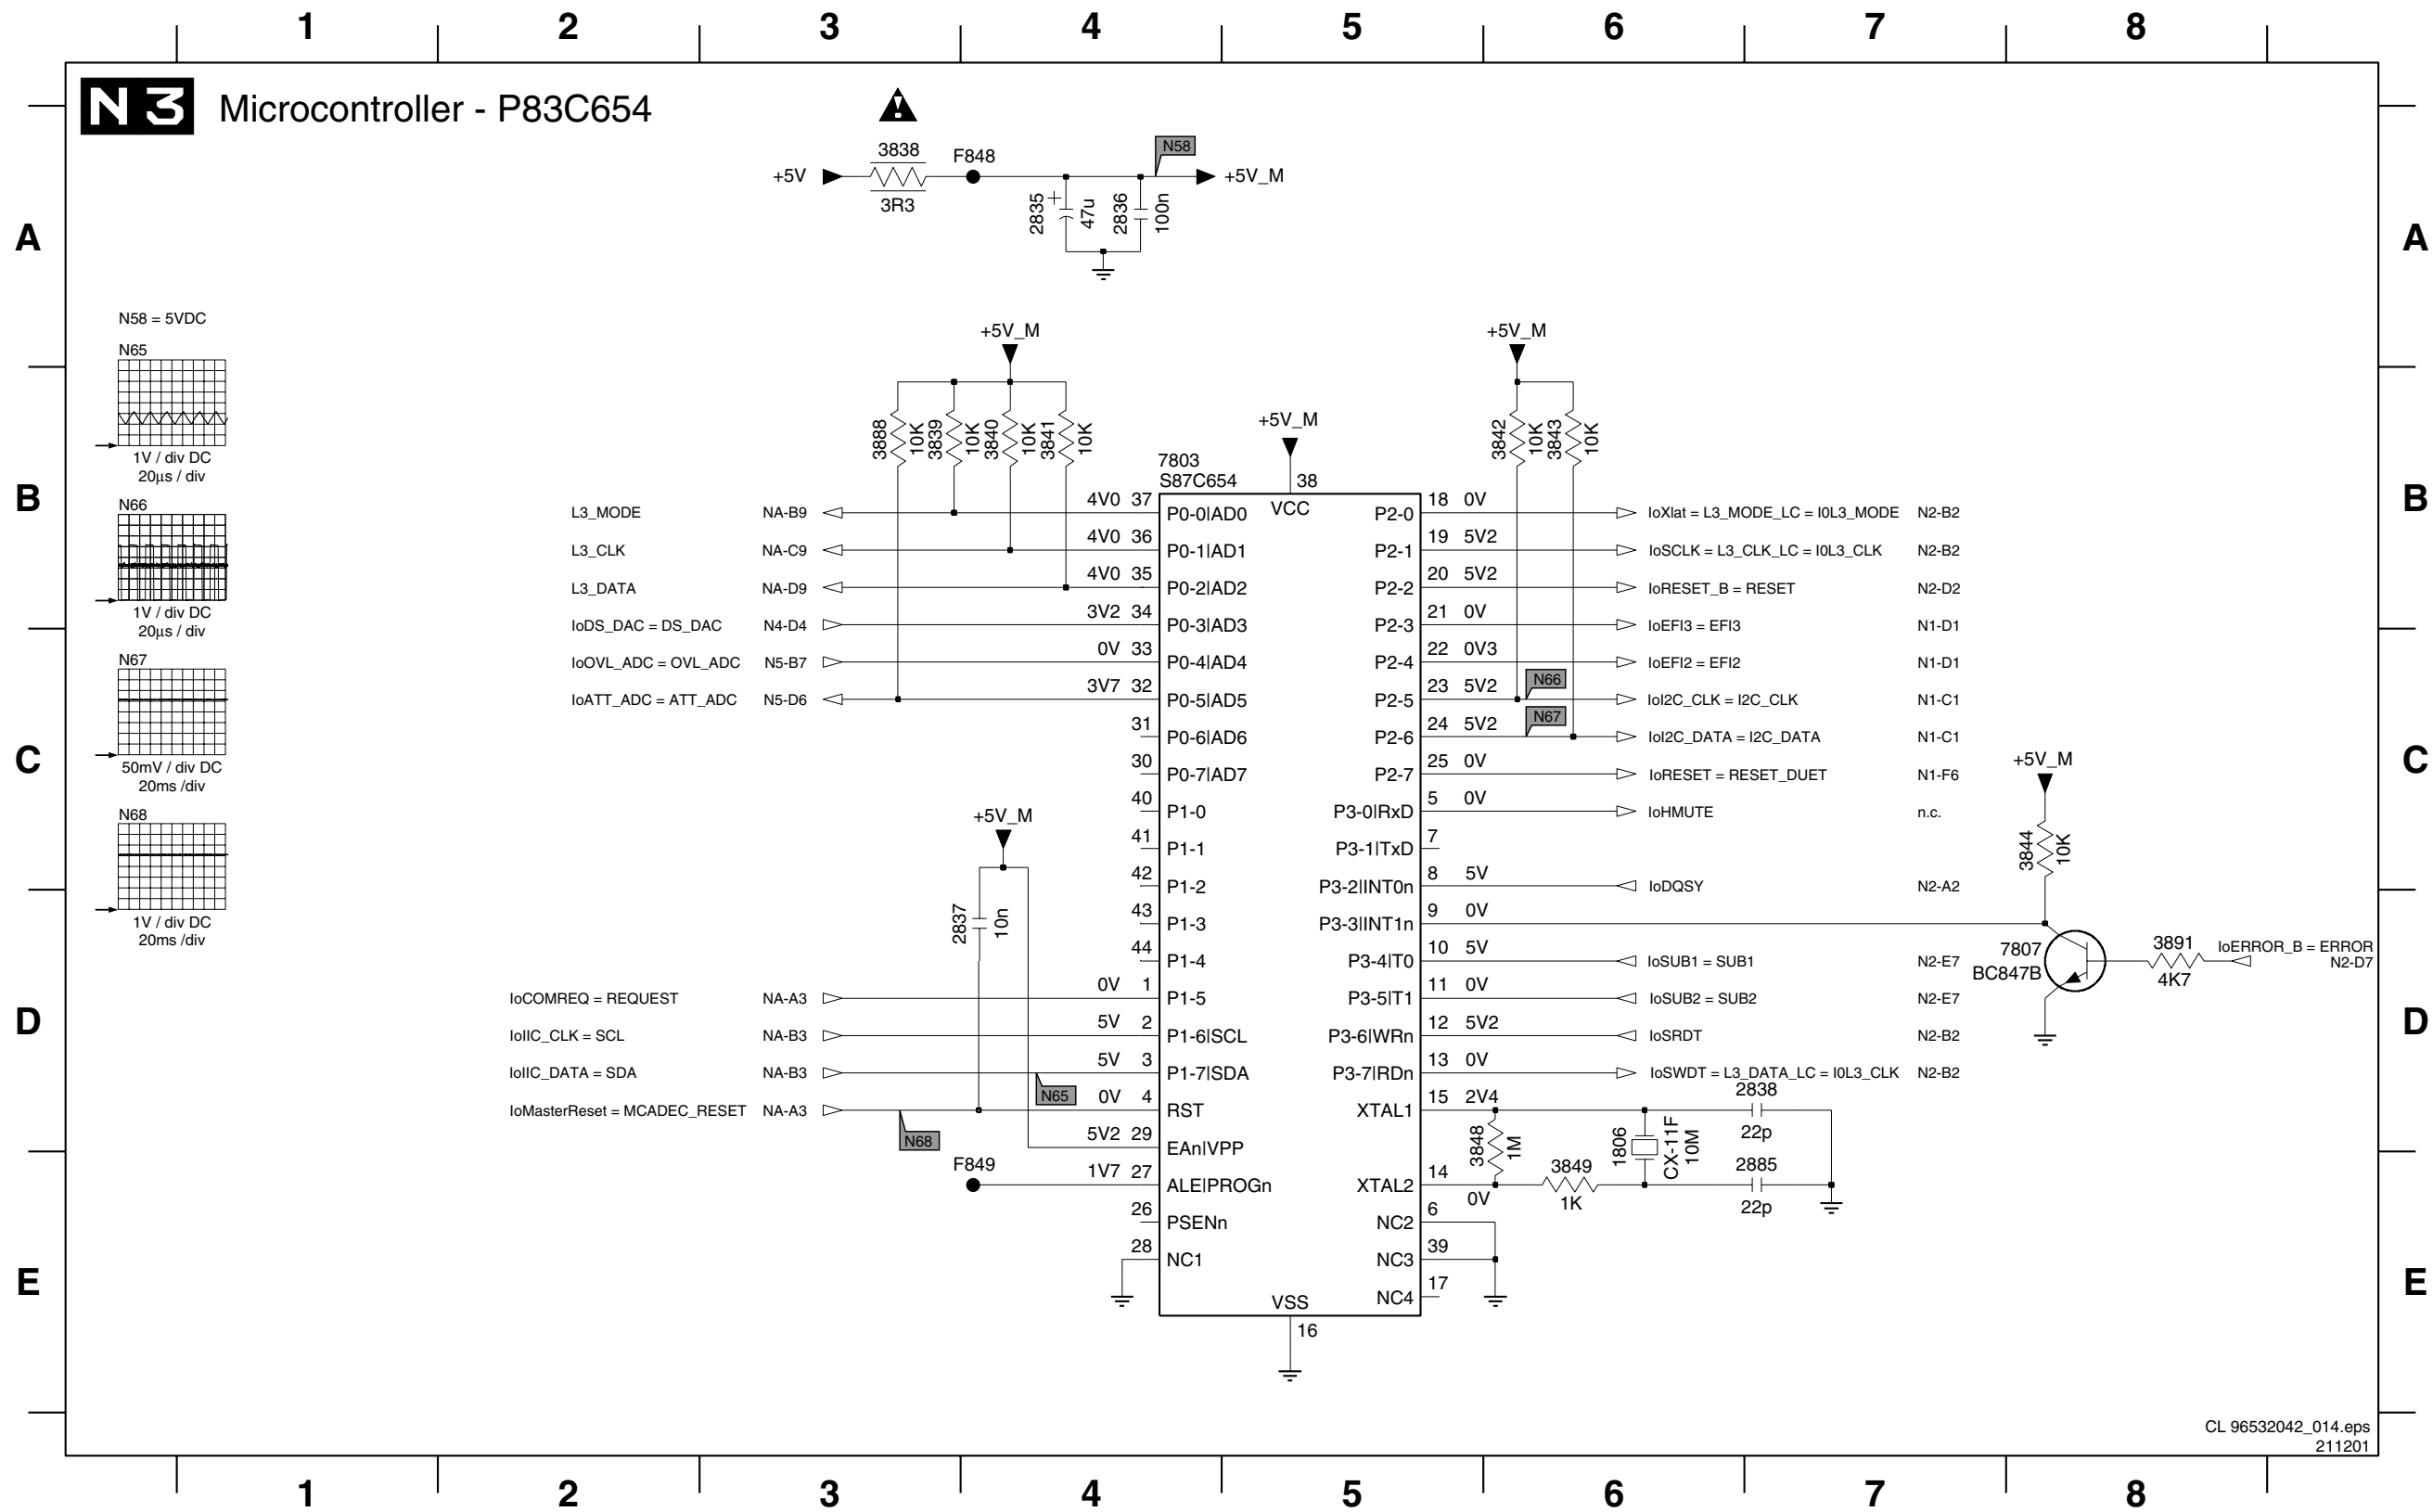 1 2 3 4 5 6 7 8
N3 Microcontroller - P83C654
A A
B B
C C
D D
E E
3838
F848
N58
+5V
+5V_M
3R3
2835
47u
2836
100n
N58 = 5VDC
N65
1V / div DC
20µs / div
N66
1V / div DC
20µs / div
N67
50mV / div DC
20ms /div
N68
1V / div DC
20ms /div
+5V_M
3888 10K
3839 10K
3840 10K
3841 10K
+5V_M
3842 10K
3843 10K
+5V_M
7803
S87C654
38
VCC
L3_MODE NA-B9 4V0 37 P0-0|AD0
L3_CLK NA-C9 4V0 36 P0-1|AD1
L3_DATA NA-D9 4V0 35 P0-2|AD2
IoDS_DAC = DS_DAC N4-D4 3V2 34 P0-3|AD3
IoOVL_ADC = OVL_ADC N5-B7 0V 33 P0-4|AD4
IoATT_ADC = ATT_ADC N5-D6 3V7 32 P0-5|AD5
31 P0-6|AD6
30 P0-7|AD7
40 P1-0
41 P1-1
42 P1-2
43 P1-3
44 P1-4
+5V_M
2837
10n
IoCOMREQ = REQUEST NA-A3 0V 1 P1-5
IoIIC_CLK = SCL NA-B3 5V 2 P1-6|SCL
IoIIC_DATA = SDA NA-B3 5V 3 P1-7|SDA
N65
IoMasterReset = MCADEC_RESET NA-A3 0V 4 RST
N68
5V2 29 EAn|VPP
F849
1V7 27 ALE|PROGn
26 PSENn
28 NC1
VSS
16
P2-0 18 0V IoXlat = L3_MODE_LC = I0L3_MODE N2-B2
P2-1 19 5V2 IoSCLK = L3_CLK_LC = I0L3_CLK N2-B2
P2-2 20 5V2 IoRESET_B = RESET N2-D2
P2-3 21 0V IoEFI3 = EFI3 N1-D1
P2-4 22 0V3 IoEFI2 = EFI2 N1-D1
N66
P2-5 23 5V2 IoI2C_CLK = I2C_CLK N1-C1
N67
P2-6 24 5V2 IoI2C_DATA = I2C_DATA N1-C1
P2-7 25 0V IoRESET = RESET_DUET N1-F6
P3-0|RxD 5 0V IoHMUTE n.c.
P3-1|TxD 7
P3-2|INT0n 8 5V IoDQSY N2-A2
P3-3|INT1n 9 0V
P3-4|T0 10 5V IoSUB1 = SUB1 N2-E7
P3-5|T1 11 0V IoSUB2 = SUB2 N2-E7
P3-6|WRn 12 5V2 IoSRDT N2-B2
P3-7|RDn 13 0V IoSWDT = L3_DATA_LC = I0L3_CLK N2-B2
XTAL1 15 2V4
XTAL2 14
0V
NC2 6
NC3 39
NC4 17
3848 1M
3849
1K
1806
CX-11F
10M
2838
22p
2885
22p
+5V_M
3844
10K
7807
BC847B
3891
4K7
IoERROR_B = ERROR
N2-D7
CL 96532042_014.eps
211201
1 2 3 4 5 6 7 8